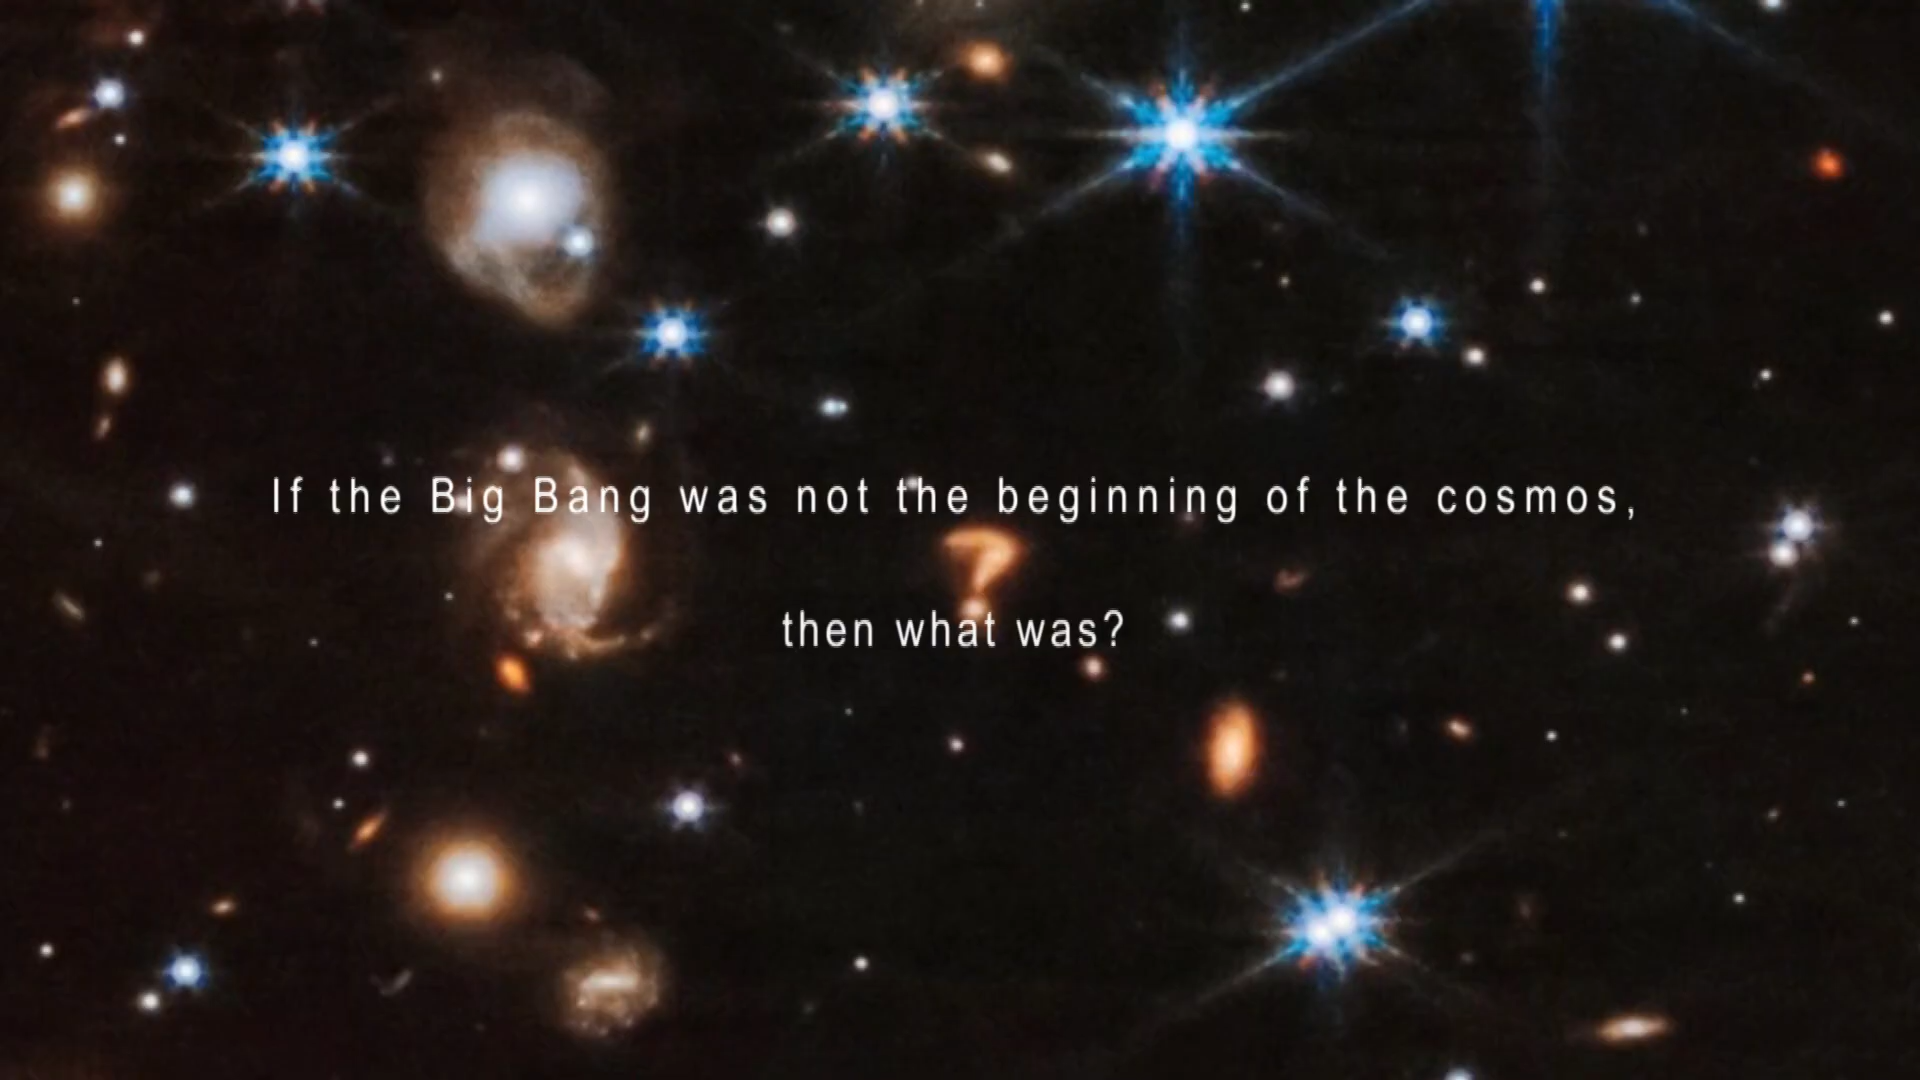 If the Big Bang was not the beginning of the cosmos,
then what was?